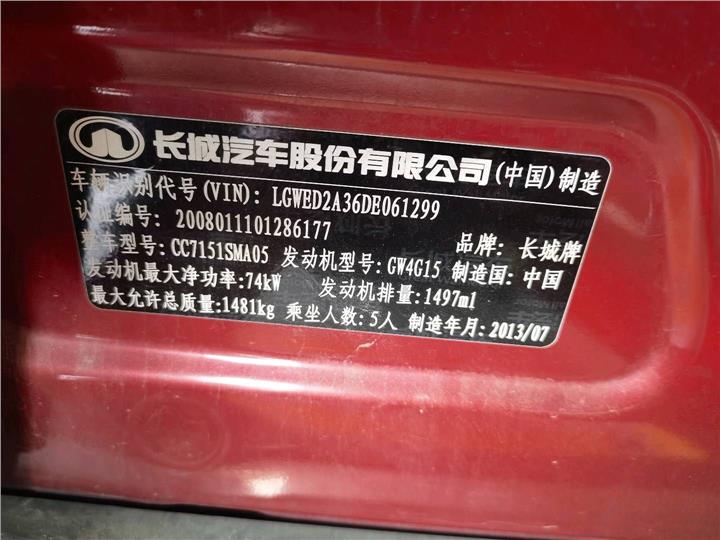 长城汽车股份有限公司(中国)制造
车辆识别代号(VIN): LGWED2A36DE061299
认证编号: 2008011101286177 品牌: 长城牌
整车型号: CC7151SMA05 发动机型号: GW4G15 制造国: 中国
发动机最大净功率:74kW 发动机排量:1497ml
最大允许总质量:1481kg 乘坐人数:5人 制造年月:2013/07